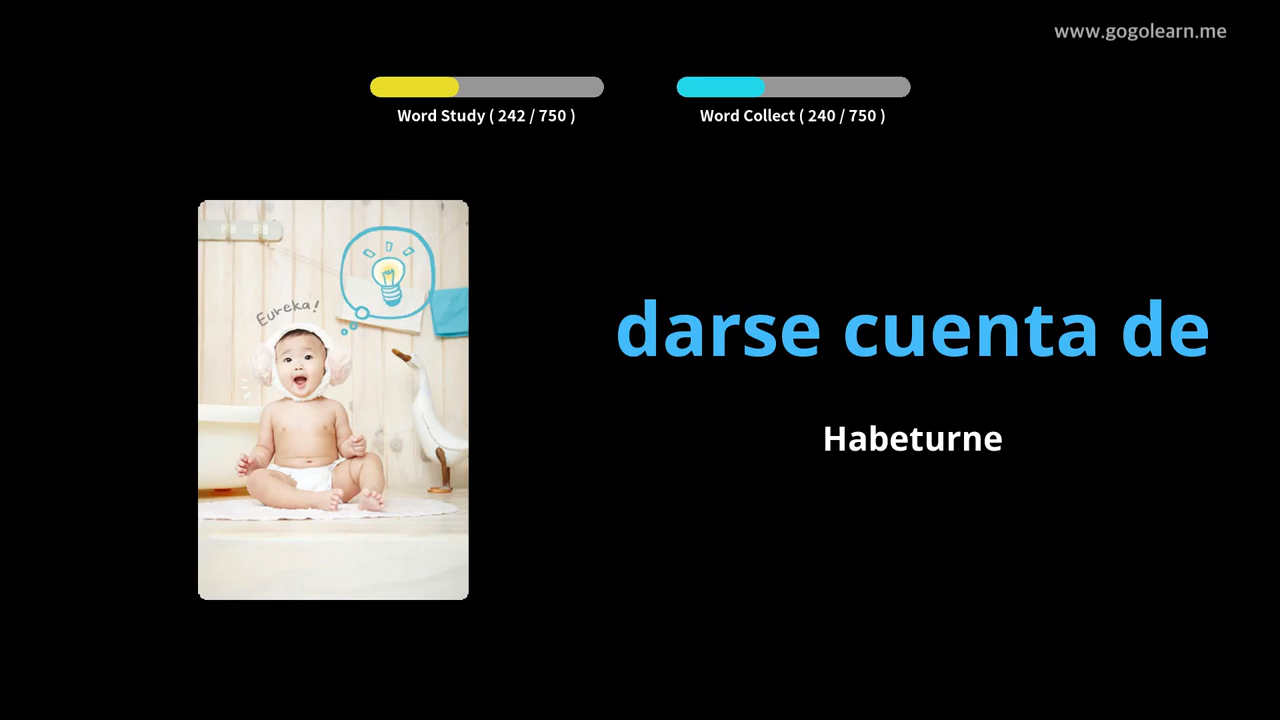 www.gogolearn.me
Word Study ( 242 / 750 )
Word Collect ( 240 / 750 )
Eureka!
darse cuenta de
Habeturne